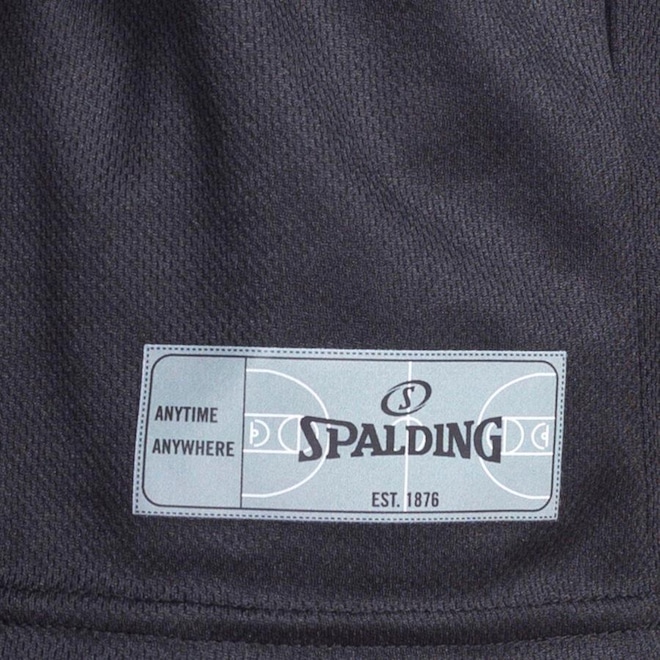 ANYTIME
ANYWHERE
S
SPALDING
EST. 1876